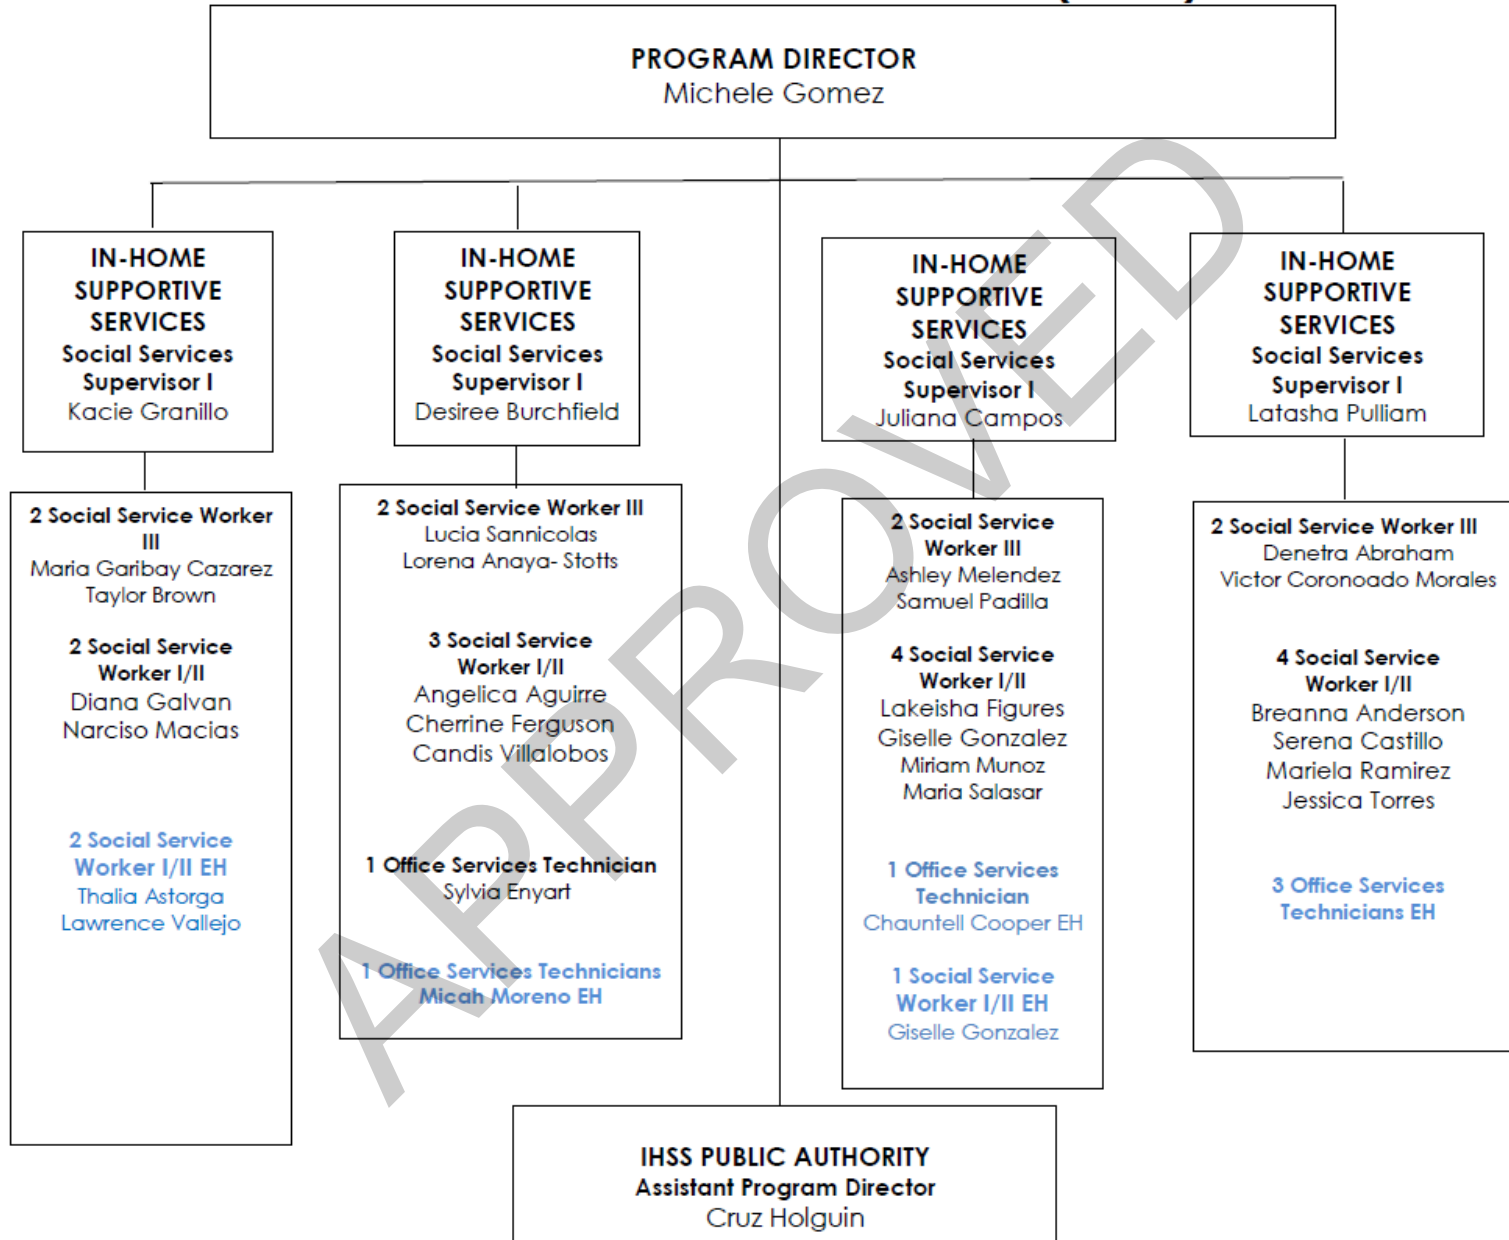 PROGRAM DIRECTOR
Michele Gomez
IN-HOME
SUPPORTIVE
SERVICES
Social Services
Supervisor I
Kacie Granillo
IN-HOME
SUPPORTIVE
SERVICES
Social Services
Supervisor I
Desiree Burchfield
IN-HOME
SUPPORTIVE
SERVICES
Social Services
Supervisor I
Juliana Campos
IN-HOME
SUPPORTIVE
SERVICES
Social Services
Supervisor I
Latasha Pulliam
2 Social Service Worker
III
Maria Garibay Cazarez
Taylor Brown
2 Social Service
Worker I/II
Diana Galvan
Narciso Macias
2 Social Service
Worker I/II EH
Thalia Astorga
Lawrence Vallejo
2 Social Service Worker III
Lucia Sannicolas
Lorena Anaya- Stotts
3 Social Service
Worker I/II
Angelica Aguirre
Cherrine Ferguson
Candis Villalobos
1 Office Services Technician
Sylvia Enyart
1 Office Services Technicians
Micah Moreno EH
2 Social Service
Worker III
Ashley Melendez
Samuel Padilla
4 Social Service
Worker I/II
Lakeisha Figures
Giselle Gonzalez
Miriam Munoz
Maria Salasar
1 Office Services
Technician
Chauntell Cooper EH
1 Social Service
Worker I/II EH
Giselle Gonzalez
2 Social Service Worker III
Denetra Abraham
Victor Coronoado Morales
4 Social Service
Worker I/II
Breanna Anderson
Serena Castillo
Mariela Ramirez
Jessica Torres
3 Office Services
Technicians EH
IHSS PUBLIC AUTHORITY
Assistant Program Director
Cruz Holguin
APPROVED